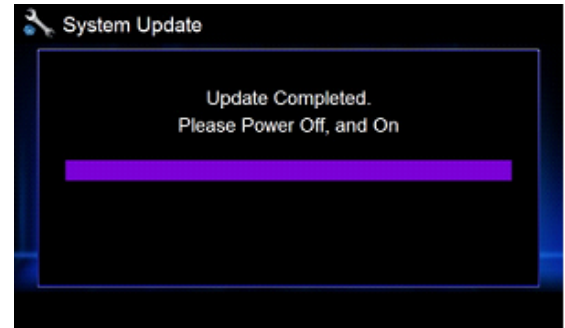 System Update
Update Completed.
Please Power Off, and On